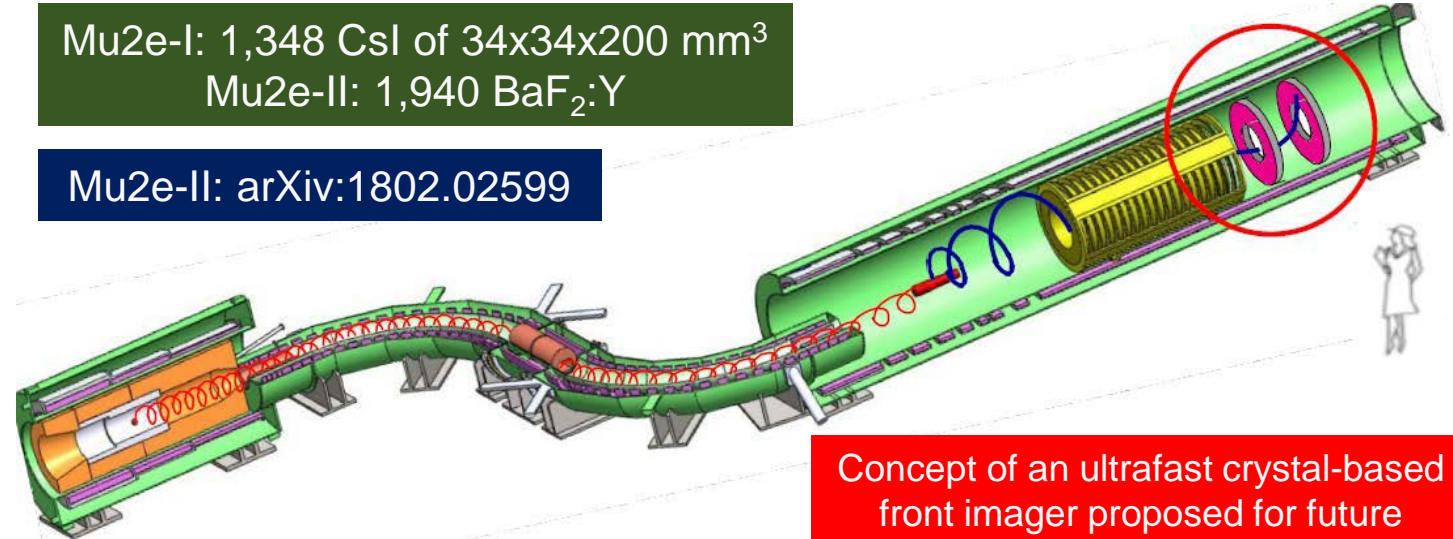 Mu2e-I: 1,348 CsI of 34x34x200 mm³
Mu2e-II: 1,940 BaF₂:Y
Mu2e-II: arXiv:1802.02599
Concept of an ultrafast crystal-based
front imager proposed for future